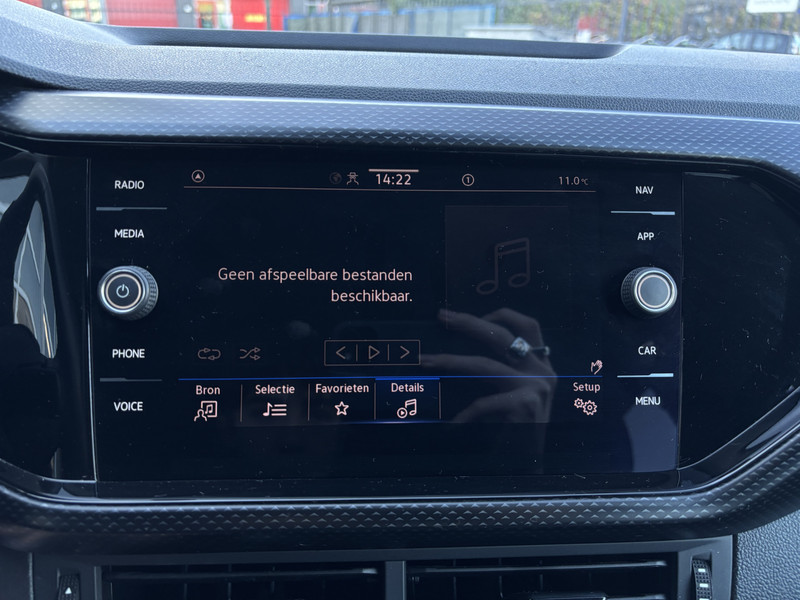 RADIO
14:22
1
11.0°C
NAV
MEDIA
APP
Geen afspeelbare bestanden
beschikbaar.
PHONE
CAR
Bron
Selectie
Favorieten
Details
Setup
VOICE
MENU